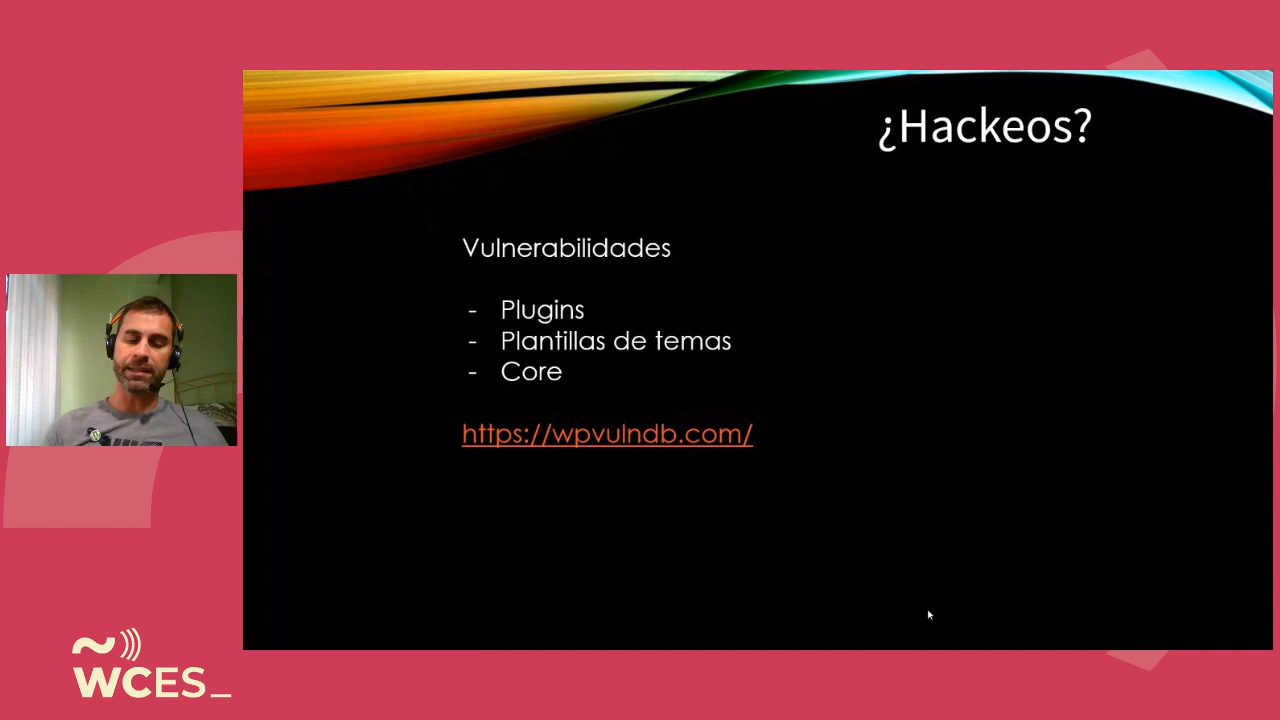 ¿Hackeos?
Vulnerabilidades
- Plugins
- Plantillas de temas
- Core
https://wpvulndb.com/
WCES_